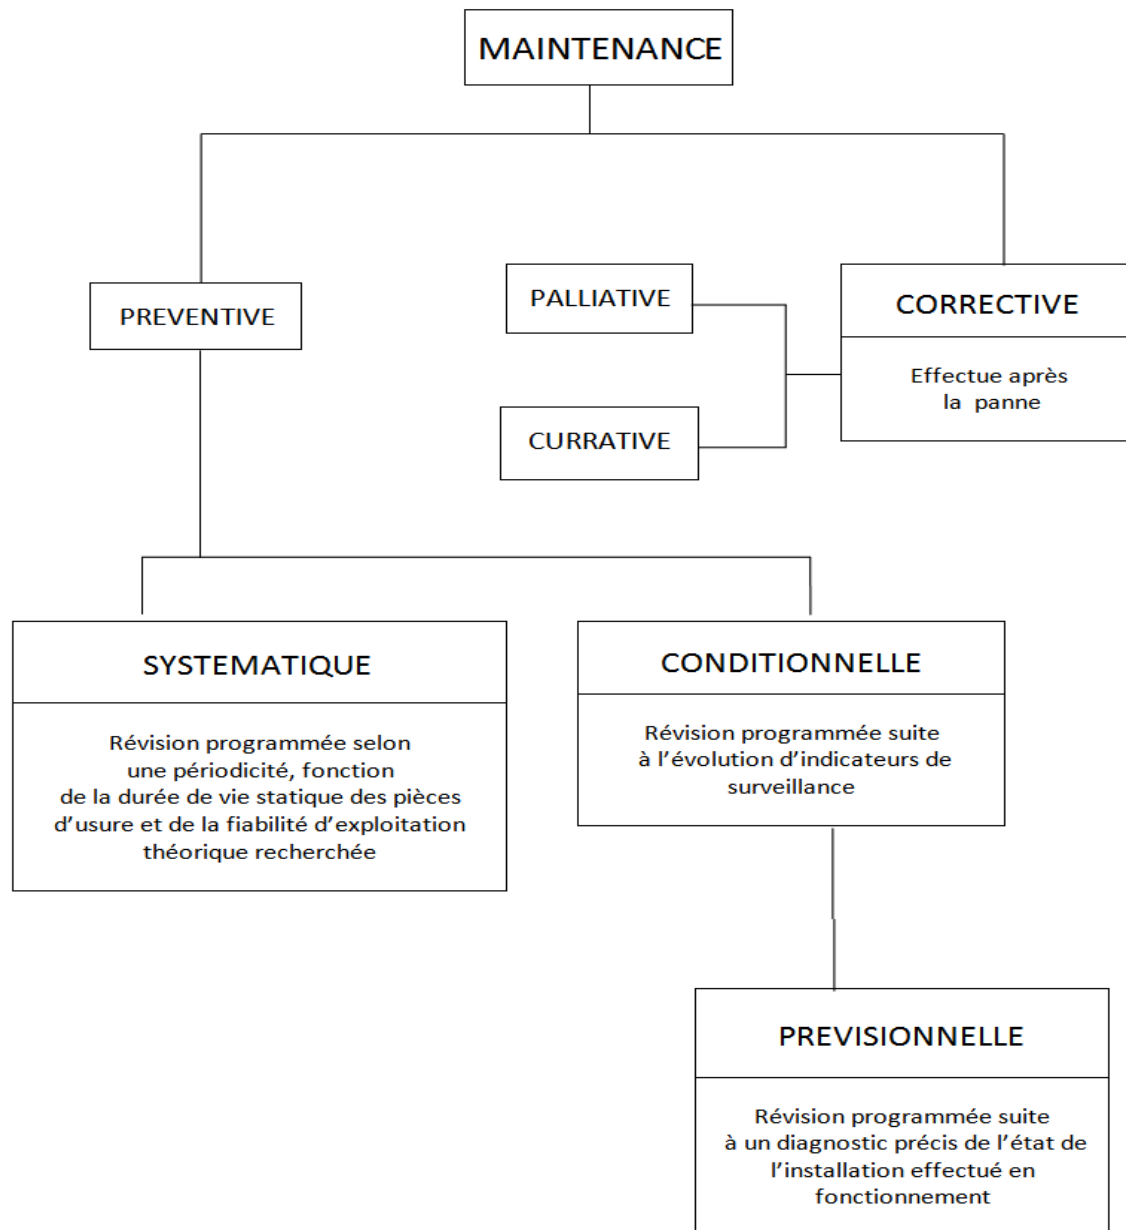 MAINTENANCE
PREVENTIVE
PALLIATIVE
CURRATIVE
CORRECTIVE
Effectue après
la panne
SYSTEMATIQUE
Révision programmée selon
une périodicité, fonction
de la durée de vie statique des pièces
d’usure et de la fiabilité d’exploitation
théorique recherchée
CONDITIONNELLE
Révision programmée suite
à l’évolution d’indicateurs de
surveillance
PREVISIONNELLE
Révision programmée suite
à un diagnostic précis de l’état de
l’installation effectué en
fonctionnement